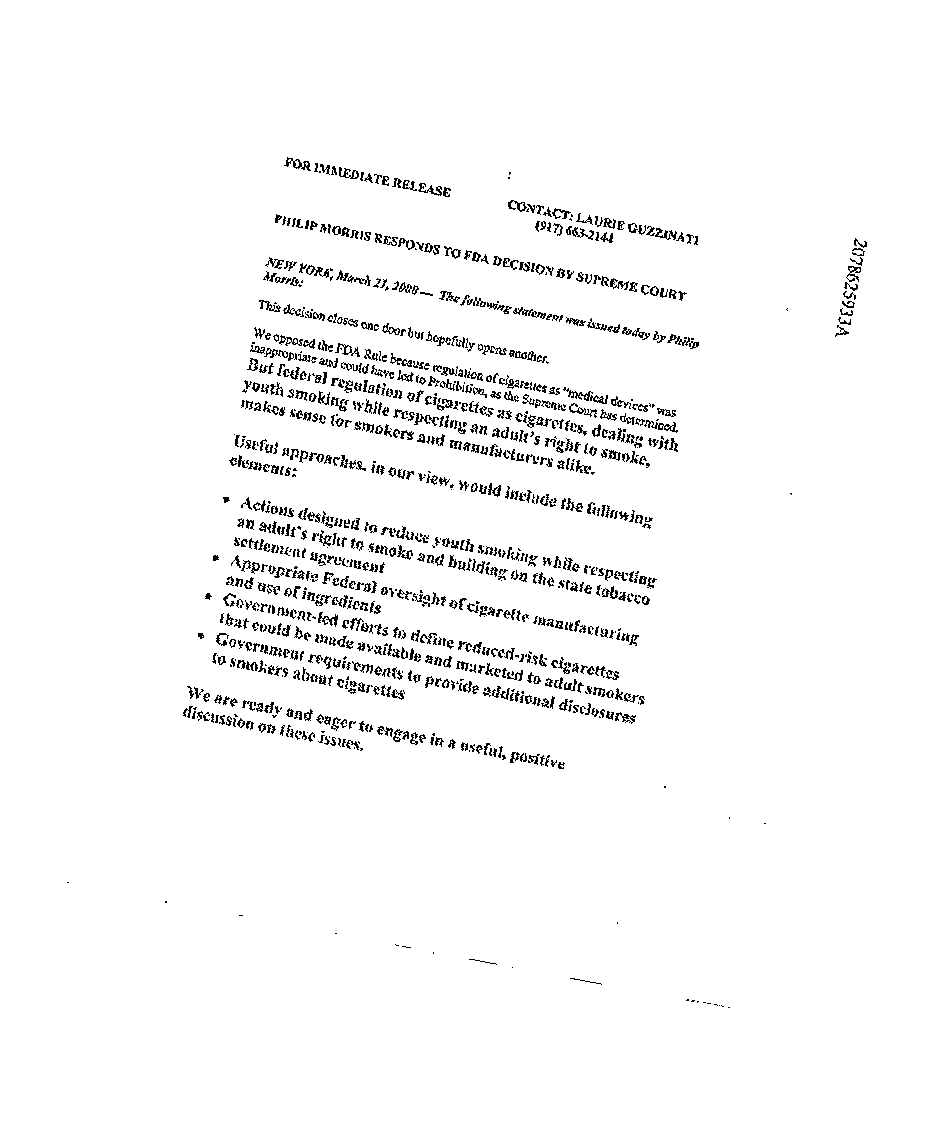 FOR IMMEDIATE RELEASE
:
CONTACT: LAURIE GUZZINATI
(917) 663-2144
PHILIP MORRIS RESPONDS TO FDA DECISION BY SUPREME COURT
NEW YORK, March 21, 2000 — The following statement was issued today by Philip
Morris:
This decision closes one door but hopefully opens another.
We opposed the FDA Rule because regulation of cigarettes as "medical devices" was
inappropriate and could have led to Prohibition, as the Supreme Court has determined.
But federal regulation of cigarettes as cigarettes, dealing with
youth smoking while respecting an adult's right to smoke,
makes sense for smokers and manufacturers alike.
Useful approaches, in our view, would include the following
elements:
• Actions designed to reduce youth smoking while respecting
an adult's right to smoke and building on the state tobacco
settlement agreement
• Appropriate Federal oversight of cigarette manufacturing
and use of ingredients
• Government-led efforts to define reduced-risk cigarettes
that could be made available and marketed to adult smokers
• Government requirements to provide additional disclosures
to smokers about cigarettes
We are ready and eager to engage in a useful, positive
discussion on these issues.
2078625933A